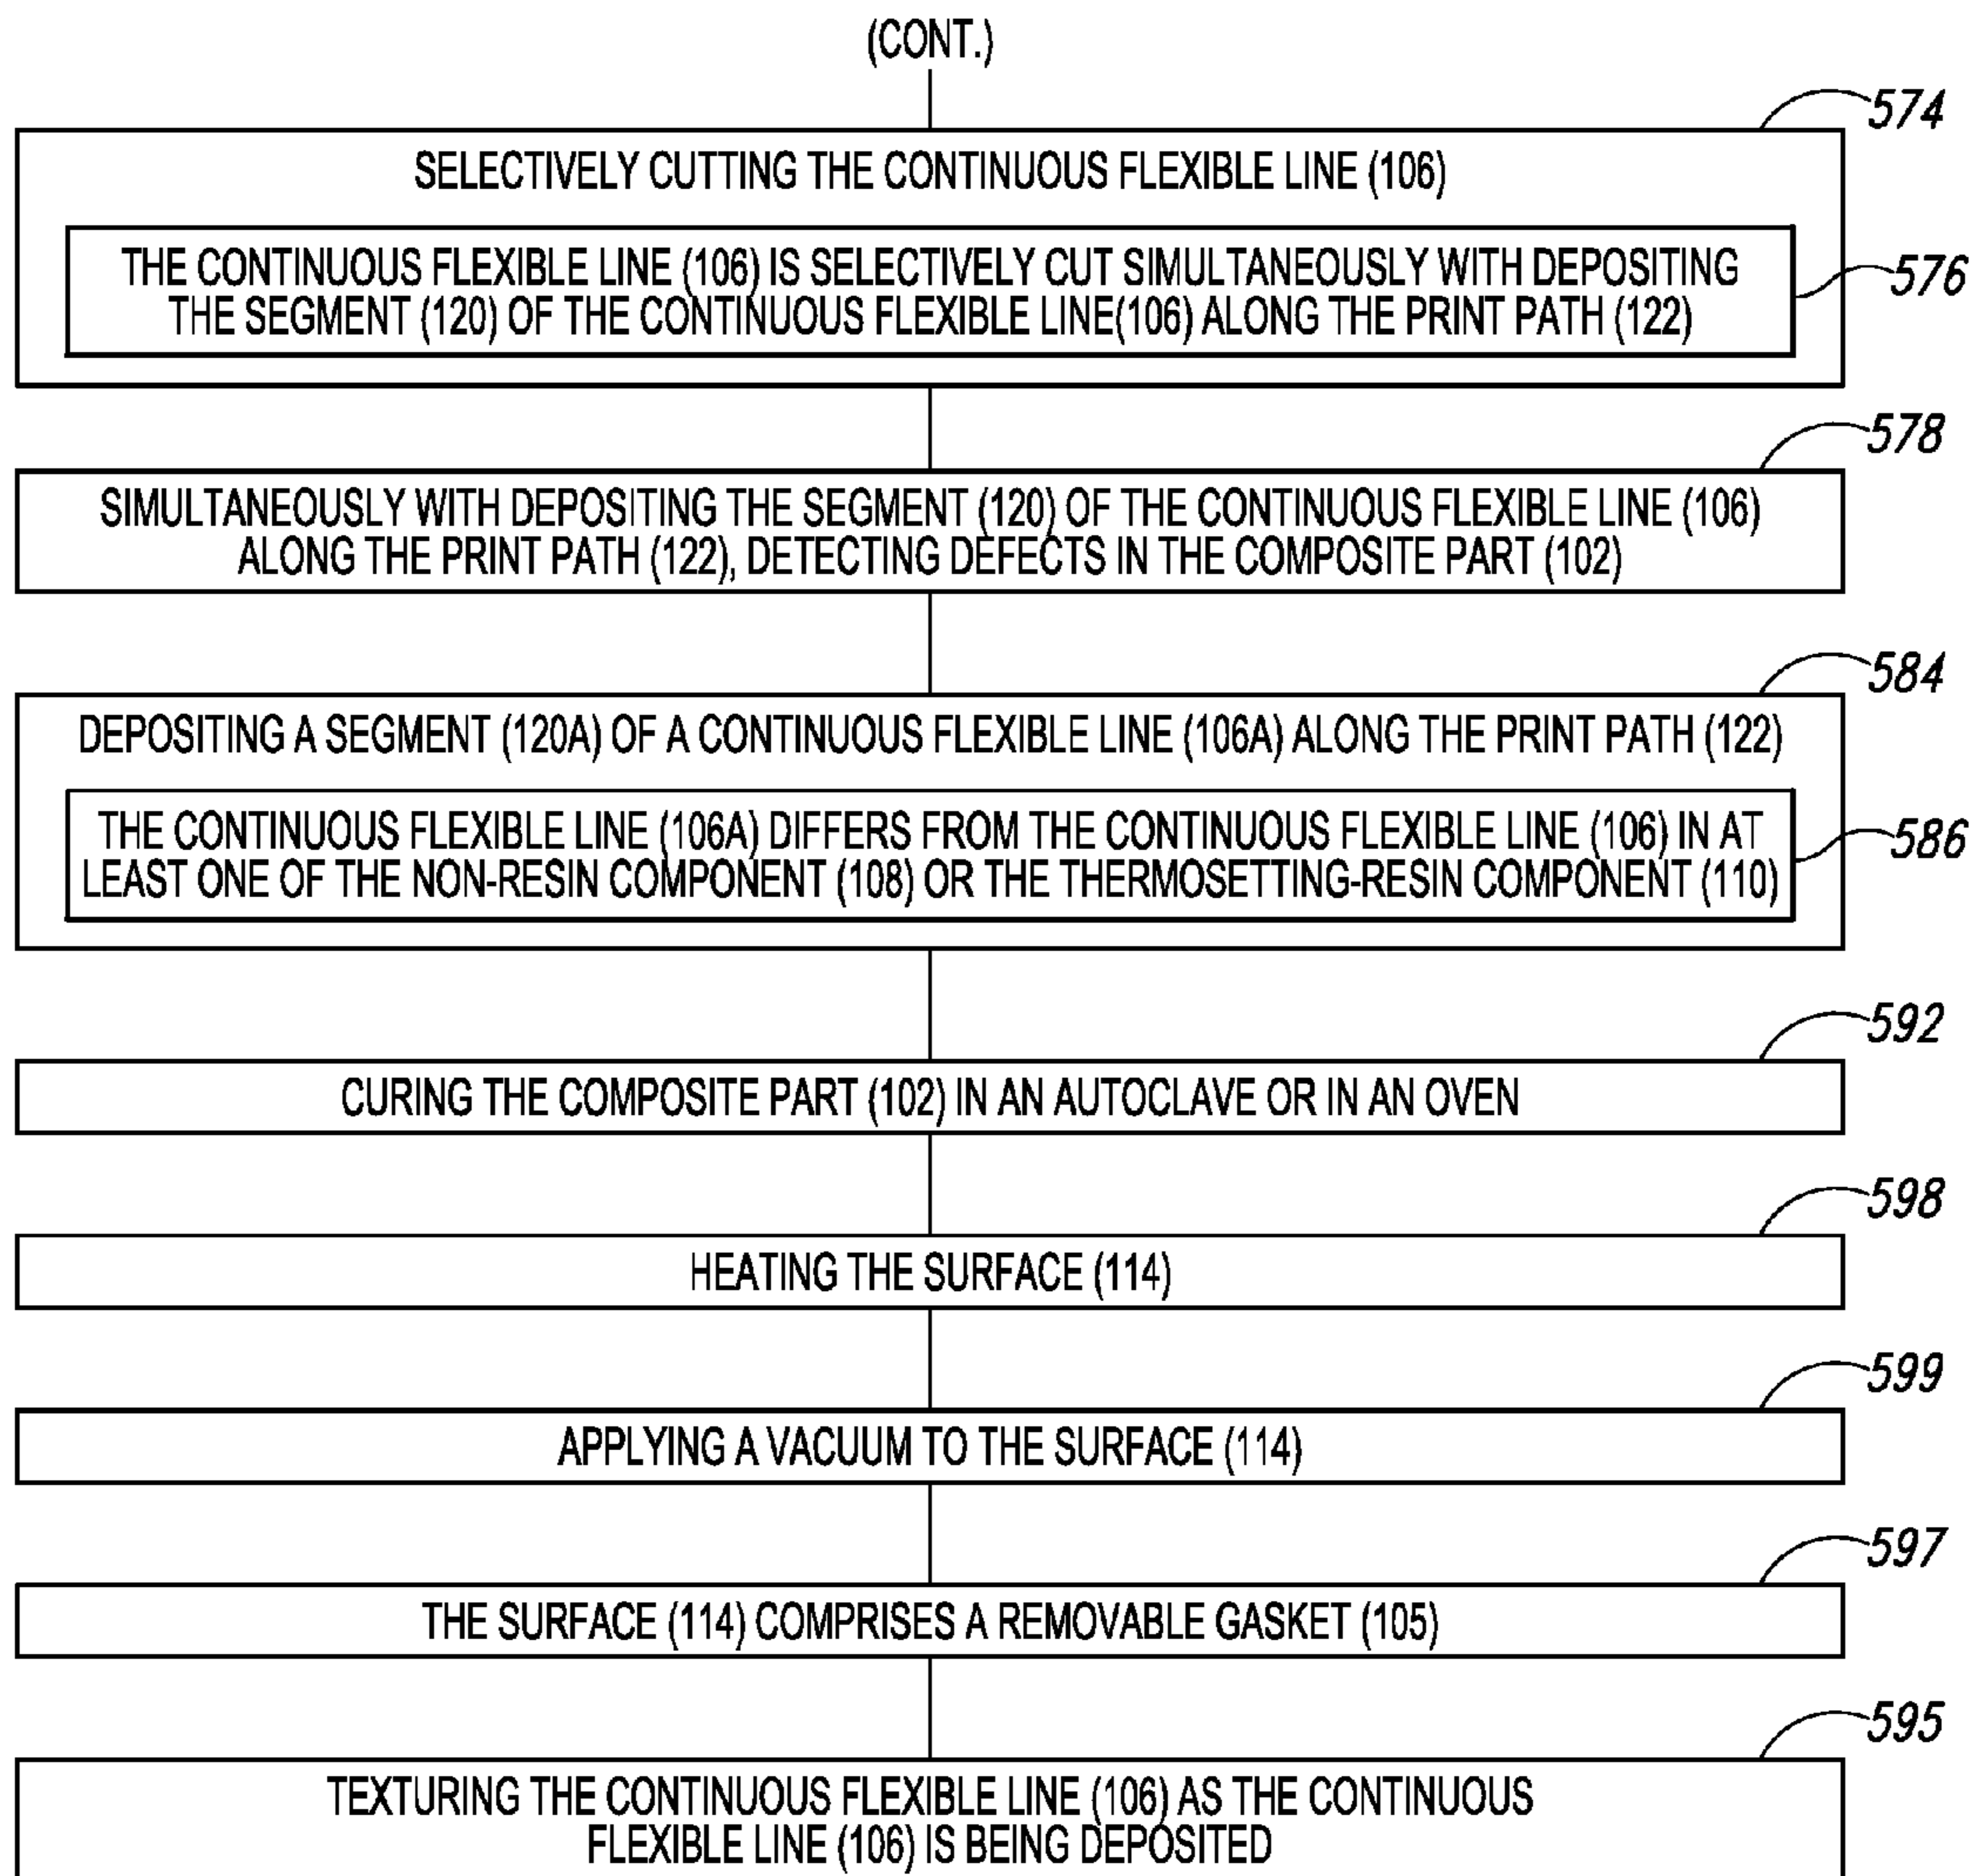 (CONT.)
574
SELECTIVELY CUTTING THE CONTINUOUS FLEXIBLE LINE (106)
THE CONTINUOUS FLEXIBLE LINE (106) IS SELECTIVELY CUT SIMULTANEOUSLY WITH DEPOSITING
THE SEGMENT (120) OF THE CONTINUOUS FLEXIBLE LINE(106) ALONG THE PRINT PATH (122)
576
578
SIMULTANEOUSLY WITH DEPOSITING THE SEGMENT (120) OF THE CONTINUOUS FLEXIBLE LINE (106)
ALONG THE PRINT PATH (122), DETECTING DEFECTS IN THE COMPOSITE PART (102)
584
DEPOSITING A SEGMENT (120A) OF A CONTINUOUS FLEXIBLE LINE (106A) ALONG THE PRINT PATH (122)
THE CONTINUOUS FLEXIBLE LINE (106A) DIFFERS FROM THE CONTINUOUS FLEXIBLE LINE (106) IN AT
LEAST ONE OF THE NON-RESIN COMPONENT (108) OR THE THERMOSETTING-RESIN COMPONENT (110)
586
592
CURING THE COMPOSITE PART (102) IN AN AUTOCLAVE OR IN AN OVEN
598
HEATING THE SURFACE (114)
599
APPLYING A VACUUM TO THE SURFACE (114)
597
THE SURFACE (114) COMPRISES A REMOVABLE GASKET (105)
595
TEXTURING THE CONTINUOUS FLEXIBLE LINE (106) AS THE CONTINUOUS
FLEXIBLE LINE (106) IS BEING DEPOSITED